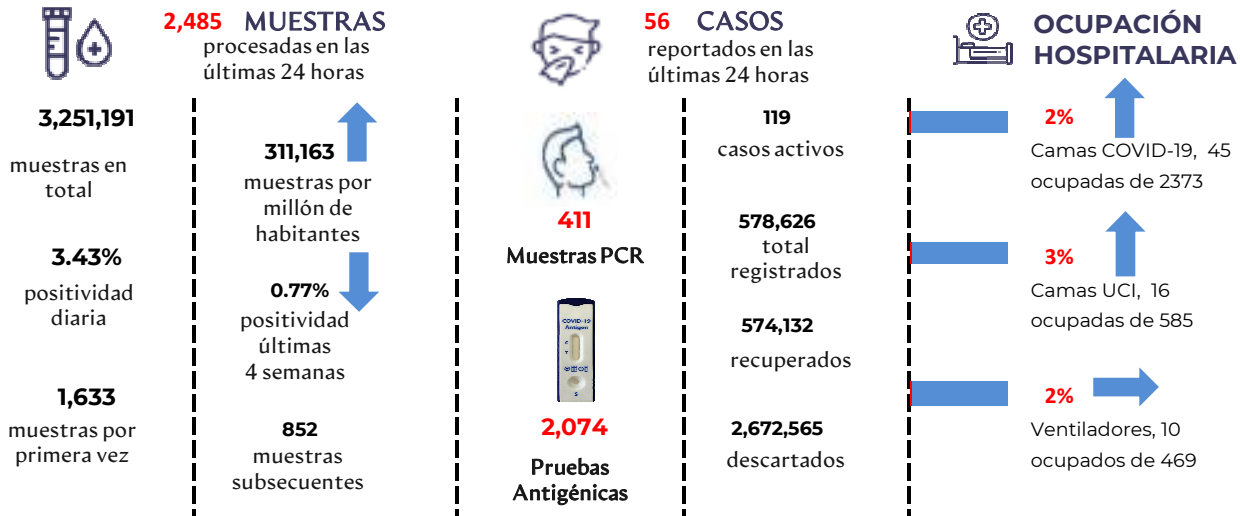 2,485 MUESTRAS
procesadas en las
últimas 24 horas
3,251,191
muestras en
total
3.43%
positividad
diaria
1,633
muestras por
primera vez
311,163
muestras por
millón de
habitantes
0.77%
positividad
últimas
4 semanas
852
muestras
subsecuentes
56 CASOS
reportados en las
últimas 24 horas
411
Muestras PCR
COVID-19
Antigen
C
T
S
2,074
Pruebas
Antigénicas
119
casos activos
578,626
total
registrados
574,132
recuperados
2,672,565
descartados
OCUPACIÓN
HOSPITALARIA
2%
Camas COVID-19, 45
ocupadas de 2373
3%
Camas UCI, 16
ocupadas de 585
2%
Ventiladores, 10
ocupados de 469